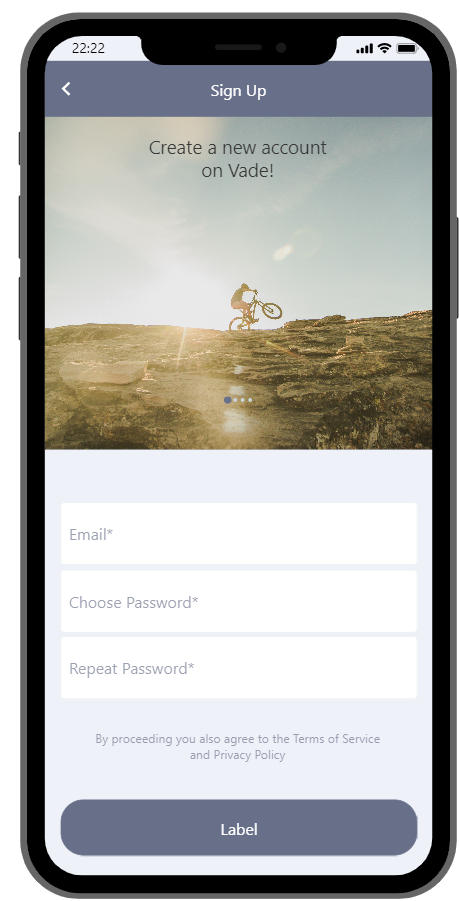 22:22
Sign Up
Create a new account
on Vade!
Email*
Choose Password*
Repeat Password*
By proceeding you also agree to the Terms of Service
and Privacy Policy
Label